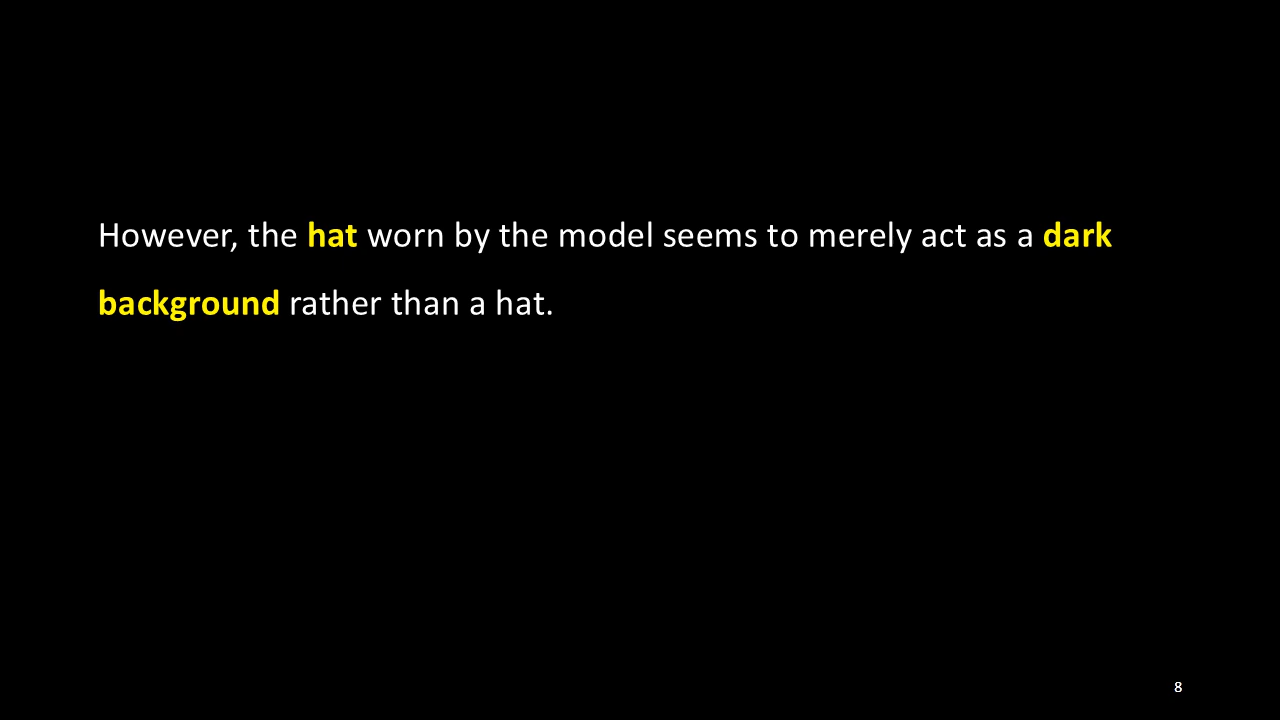 However, the hat worn by the model seems to merely act as a dark
background rather than a hat.
8